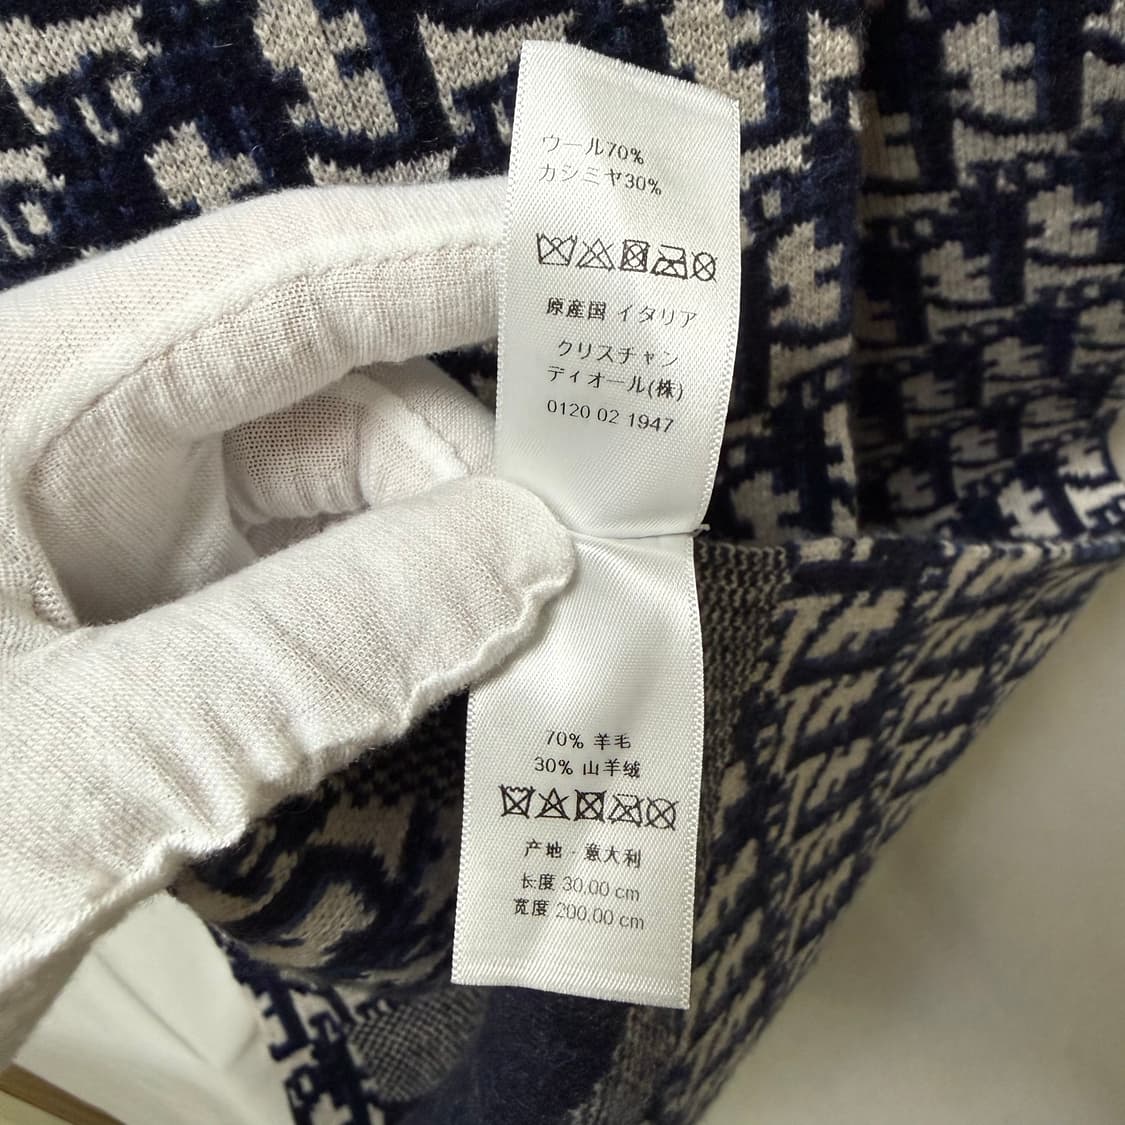 ウール70%
カシミヤ30%
原産国 イタリア
クリスチャン
ディオール(株)
0120 02 1947
70% 羊毛
30% 山羊绒
产地 - 意大利
长度 30.00 cm
宽度 200.00 cm